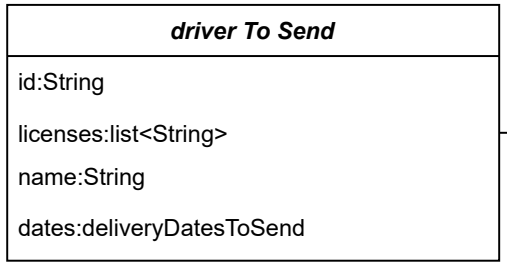 driver To Send
id:String
licenses:list<String>
name:String
dates:deliveryDatesToSend